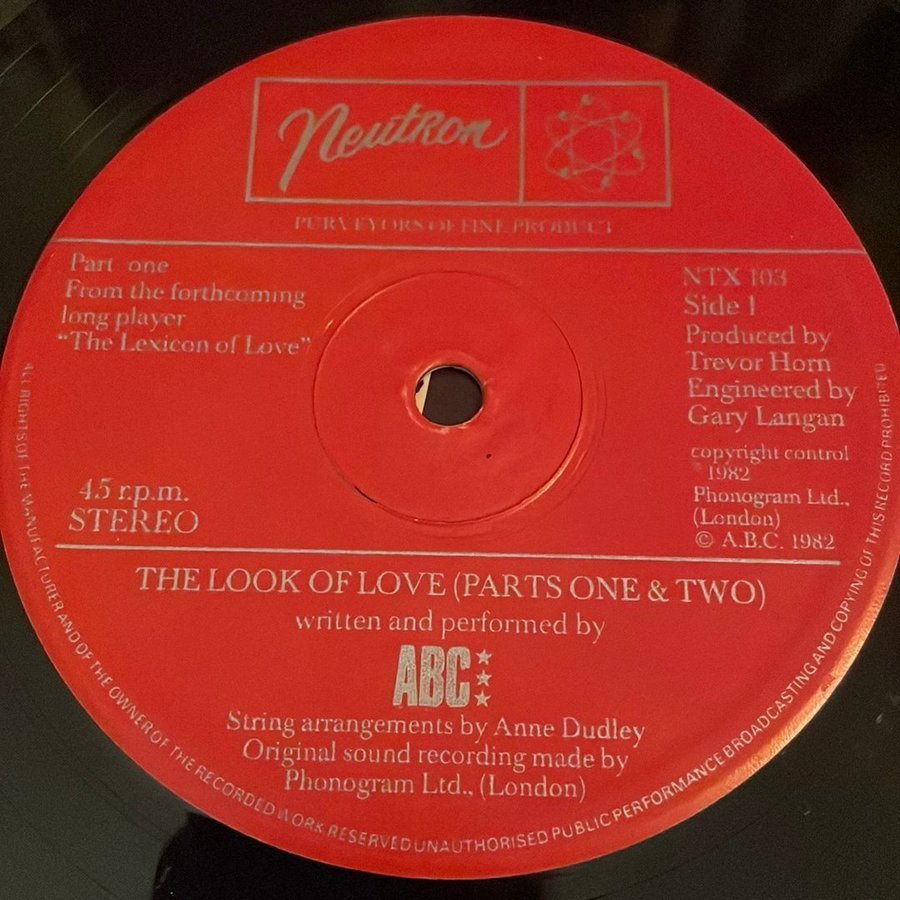 Neutron
PURVEYORS OF FINE PRODUCT
Part one
From the forthcoming
long player
"The Lexicon of Love"
NTX 103
Side 1
Produced by
Trevor Horn
Engineered by
Gary Langan
copyright control
℗ 1982
Phonogram Ltd.,
(London)
© A.B.C. 1982
45 r.p.m.
STEREO
THE LOOK OF LOVE (PARTS ONE & TWO)
written and performed by
ABC
String arrangements by Anne Dudley
Original sound recording made by
Phonogram Ltd., (London)
ALL RIGHTS OF THE MANUFACTURER AND OF THE OWNER OF THE RECORDED WORK RESERVED UNAUTHORISED PUBLIC PERFORMANCE BROADCASTING AND COPYING OF THIS RECORD PROHIBITED